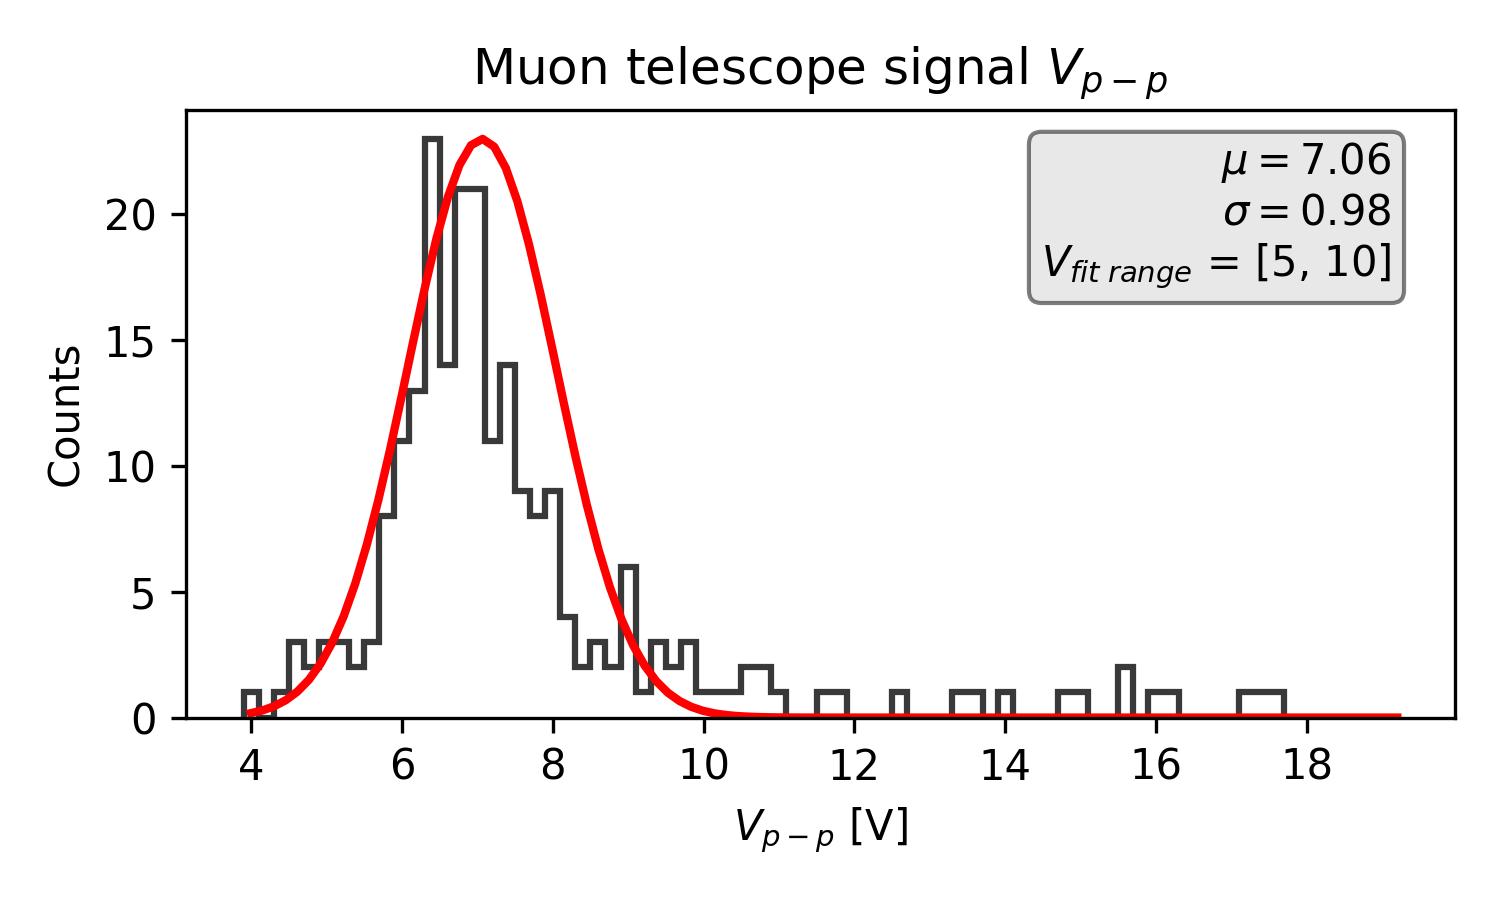 Muon telescope signal V_{p-p}
μ = 7.06
σ = 0.98
V_{fit range} = [5, 10]
Counts
20
15
10
5
0
4 6 8 10 12 14 16 18
V_{p-p} [V]